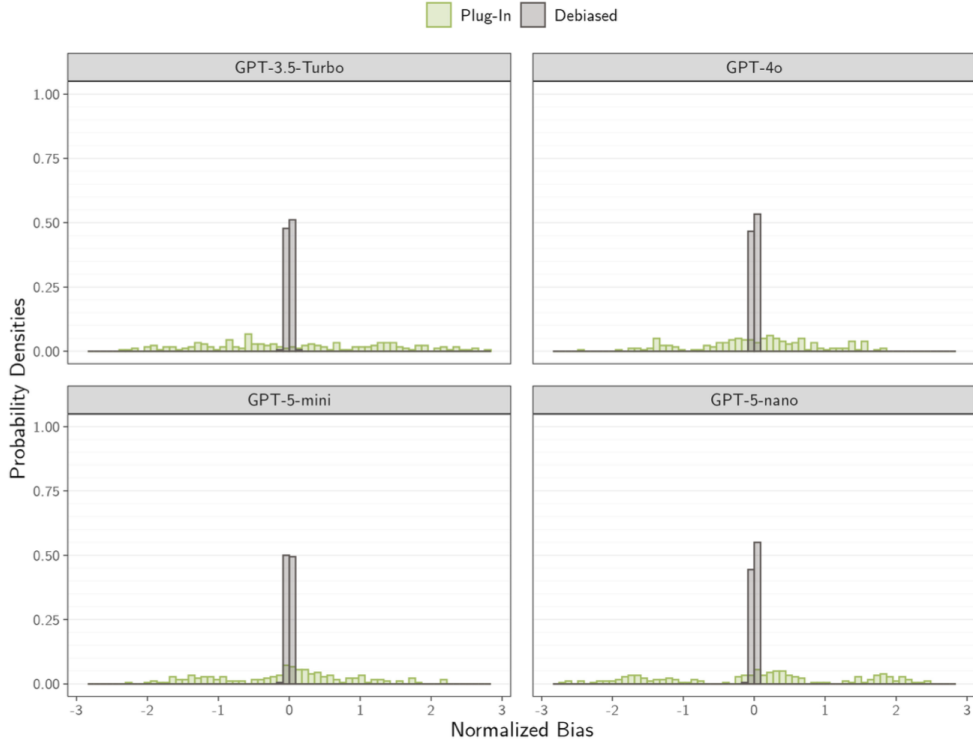 Plug-In Debiased
GPT-3.5-Turbo GPT-4o
1.00
0.75
0.50
0.25
0.00
GPT-5-mini GPT-5-nano
1.00
0.75
0.50
0.25
0.00
-3 -2 -1 0 1 2 3 -3 -2 -1 0 1 2 3
Normalized Bias
Probability Densities